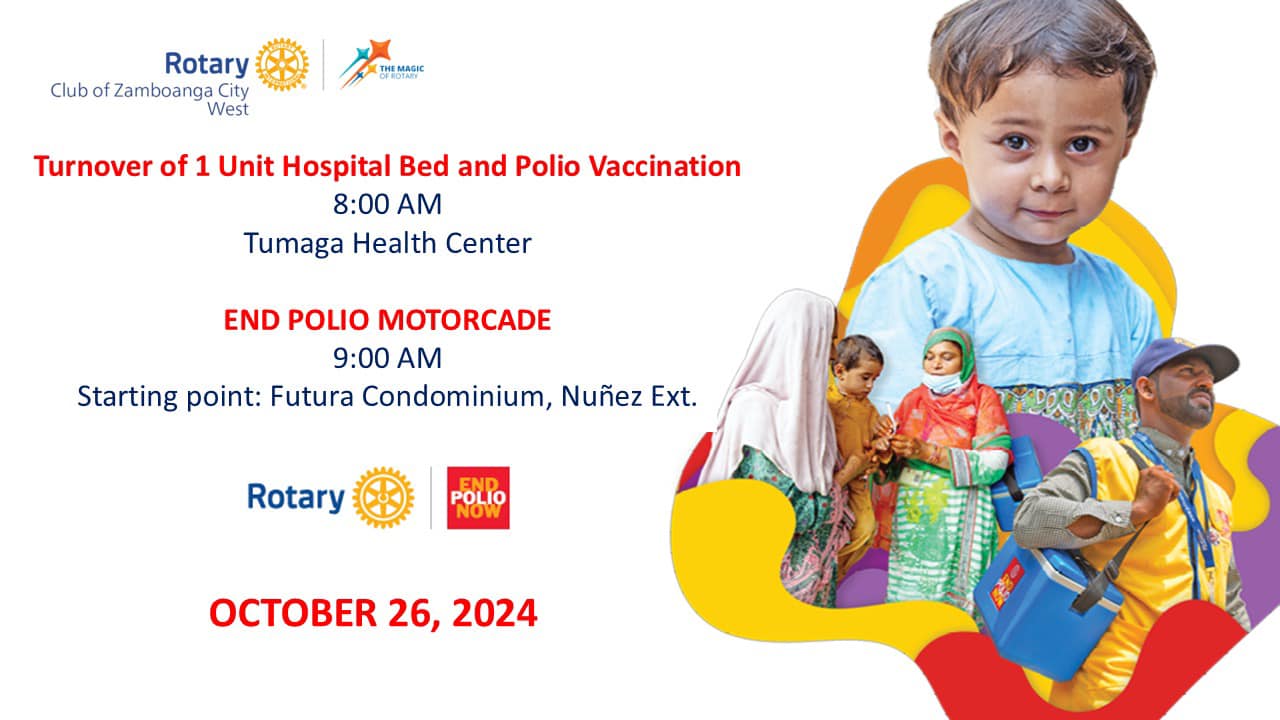 Rotary
Club of Zamboanga City
West
THE MAGIC
OF ROTARY
Turnover of 1 Unit Hospital Bed and Polio Vaccination
8:00 AM
Tumaga Health Center
END POLIO MOTORCADE
9:00 AM
Starting point: Futura Condominium, Nuñez Ext.
Rotary
END
POLIO
NOW
OCTOBER 26, 2024